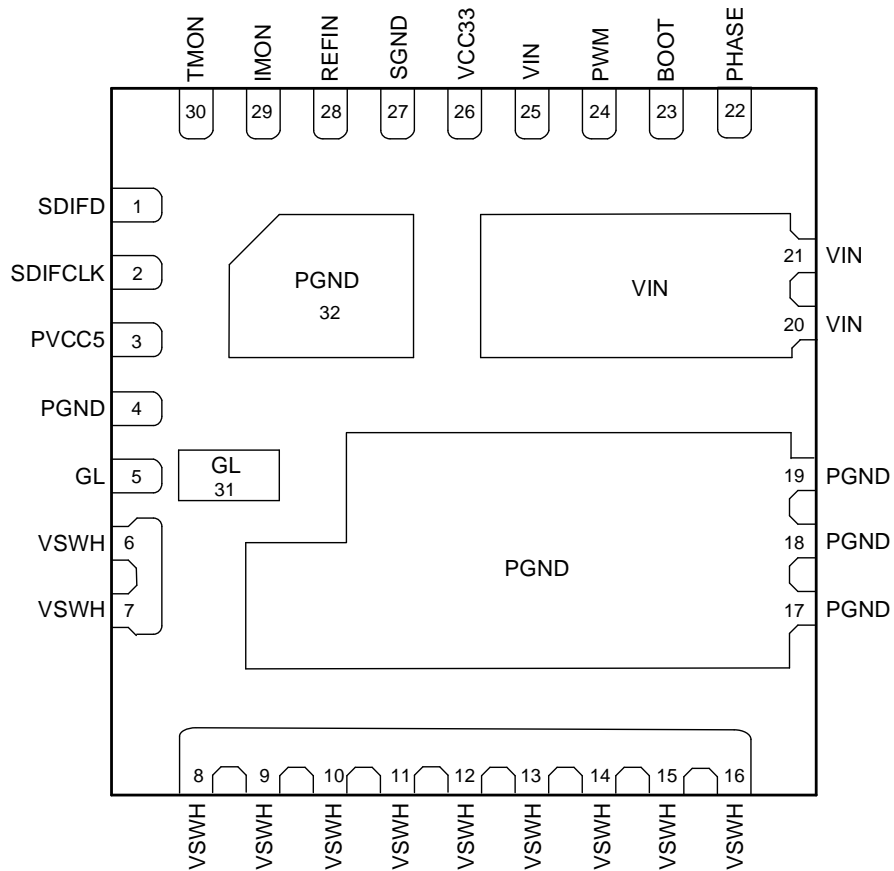 TMON
IMON
REFIN
SGND
VCC33
VIN
PWM
BOOT
PHASE
30
29
28
27
26
25
24
23
22
SDIFD
1
SDIFCLK
2
PVCC5
3
PGND
4
GL
5
VSWH
6
VSWH
7
PGND
32
VIN
21
VIN
20
VIN
GL
31
PGND
19
PGND
18
PGND
17
PGND
8
9
10
11
12
13
14
15
16
VSWH
VSWH
VSWH
VSWH
VSWH
VSWH
VSWH
VSWH
VSWH